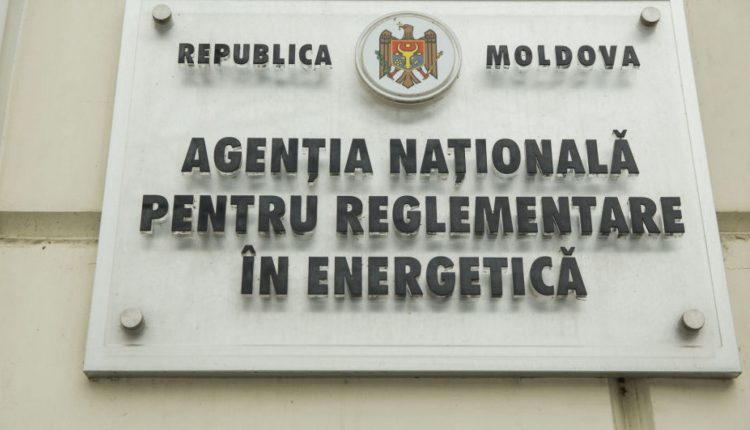 REPUBLICA MOLDOVA
AGENȚIA NAȚIONALĂ
PENTRU REGLEMENTARE
ÎN ENERGETICĂ